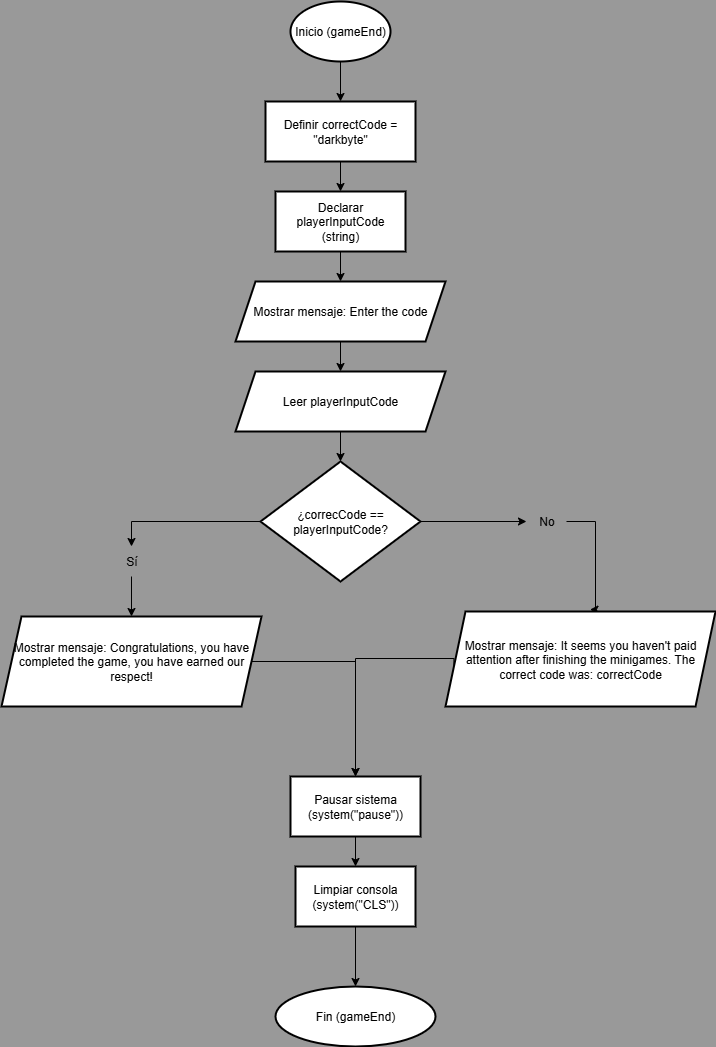 Inicio (gameEnd)
Definir correctCode =
"darkbyte"
Declarar
playerInputCode
(string)
Mostrar mensaje: Enter the code
Leer playerInputCode
¿correcCode ==
playerInputCode?
No
Sí
Mostrar mensaje: Congratulations, you have
completed the game, you have earned our
respect!
Mostrar mensaje: It seems you haven't paid
attention after finishing the minigames. The
correct code was: correctCode
Pausar sistema
(system("pause"))
Limpiar consola
(system("CLS"))
Fin (gameEnd)